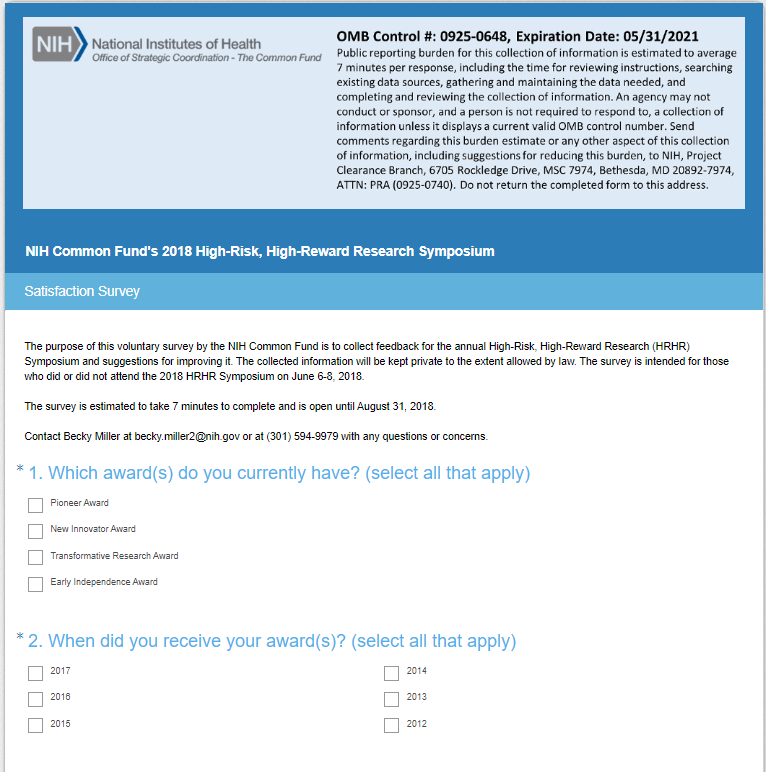 NIH
National Institutes of Health
Office of Strategic Coordination - The Common Fund
OMB Control #: 0925-0648, Expiration Date: 05/31/2021
Public reporting burden for this collection of information is estimated to average
7 minutes per response, including the time for reviewing instructions, searching
existing data sources, gathering and maintaining the data needed, and
completing and reviewing the collection of information. An agency may not
conduct or sponsor, and a person is not required to respond to, a collection of
information unless it displays a current valid OMB control number. Send
comments regarding this burden estimate or any other aspect of this collection
of information, including suggestions for reducing this burden, to NIH, Project
Clearance Branch, 6705 Rockledge Drive, MSC 7974, Bethesda, MD 20892-7974,
ATTN: PRA (0925-0740). Do not return the completed form to this address.
NIH Common Fund's 2018 High-Risk, High-Reward Research Symposium
Satisfaction Survey
The purpose of this voluntary survey by the NIH Common Fund is to collect feedback for the annual High-Risk, High-Reward Research (HRHR)
Symposium and suggestions for improving it. The collected information will be kept private to the extent allowed by law. The survey is intended for those
who did or did not attend the 2018 HRHR Symposium on June 6-8, 2018.
The survey is estimated to take 7 minutes to complete and is open until August 31, 2018.
Contact Becky Miller at becky.miller2@nih.gov or at (301) 594-9979 with any questions or concerns.
* 1. Which award(s) do you currently have? (select all that apply)
Pioneer Award
New Innovator Award
Transformative Research Award
Early Independence Award
* 2. When did you receive your award(s)? (select all that apply)
2017
2016
2015
2014
2013
2012